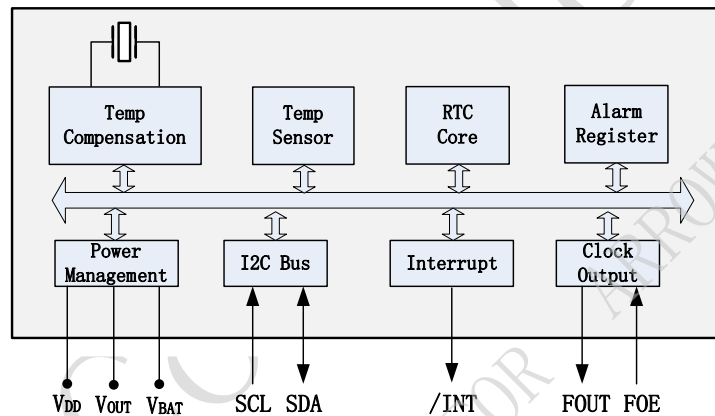 Temp
Compensation
Temp
Sensor
RTC
Core
Alarm
Register
Power
Management
I2C Bus
Interrupt
Clock
Output
VDD VOUT VBAT SCL SDA /INT FOUT FOE